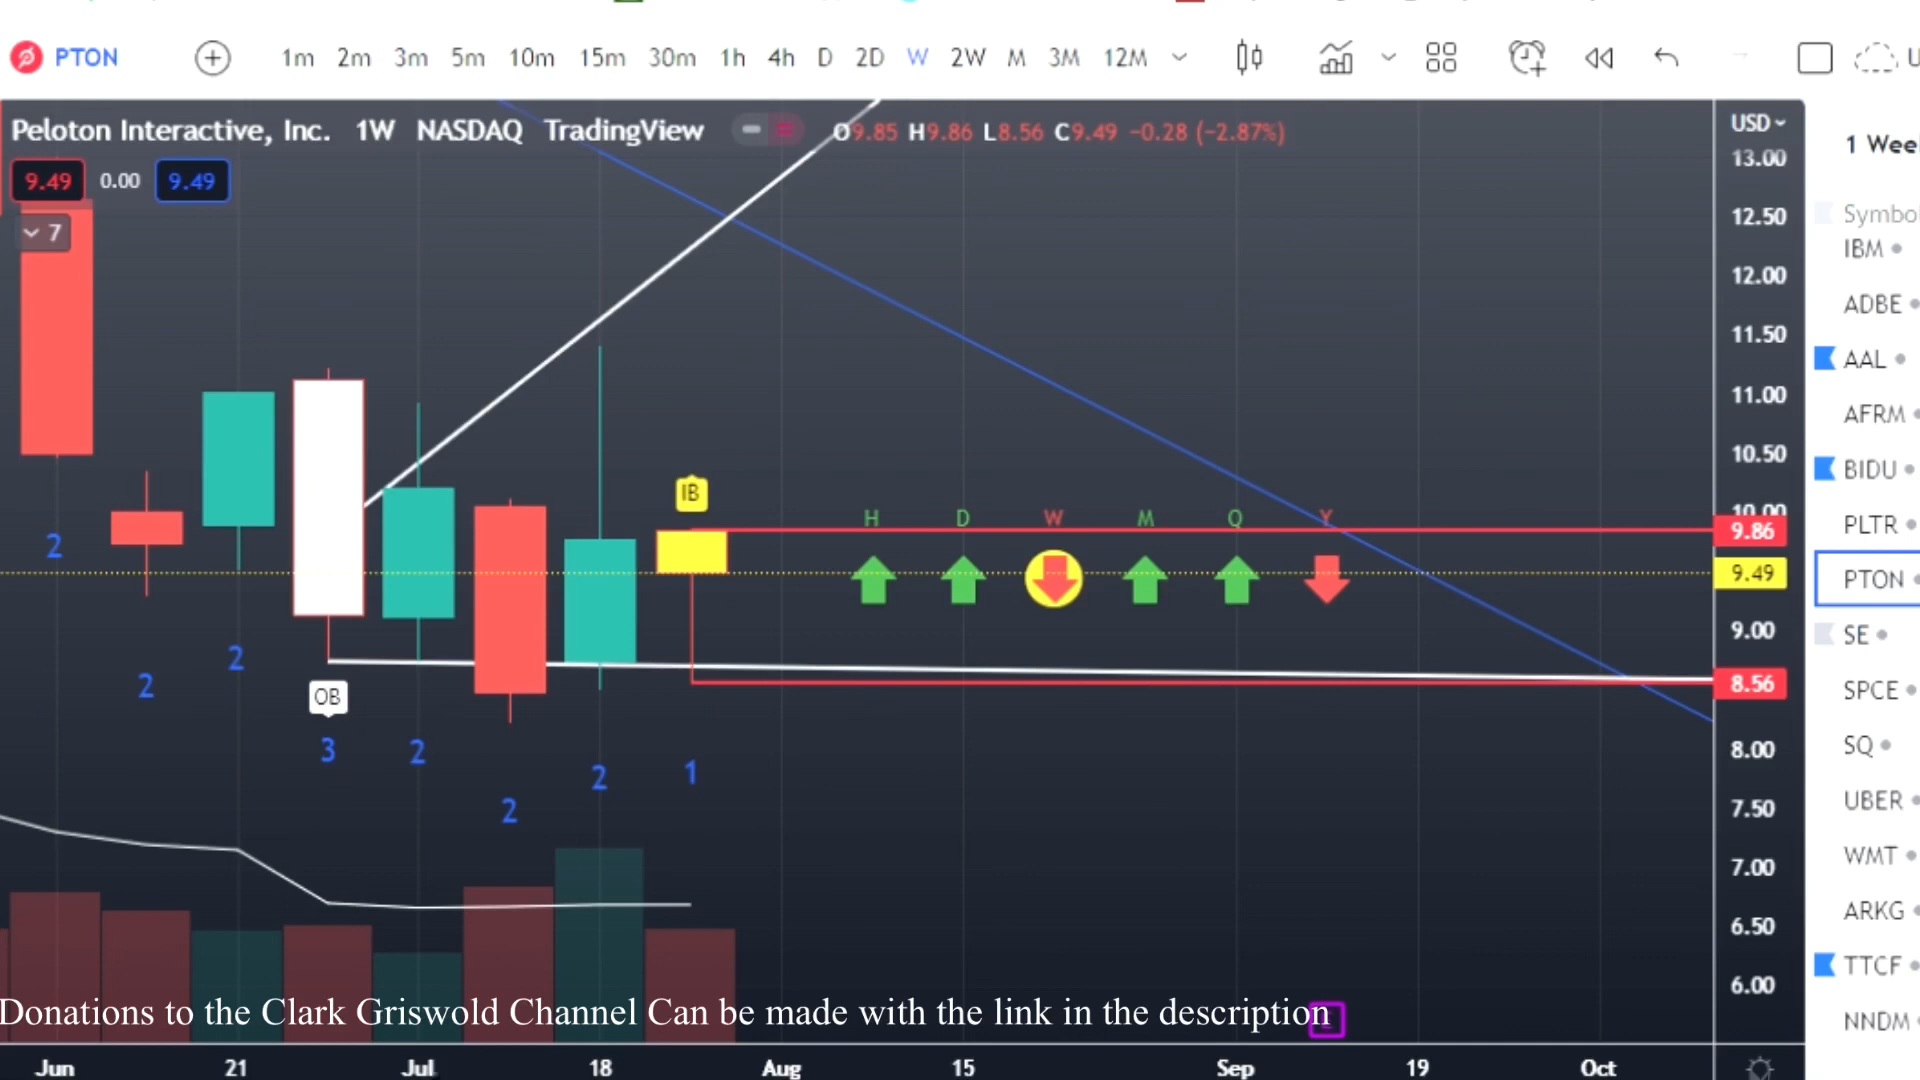 PTON 1m 2m 3m 5m 10m 15m 30m 1h 4h D 2D W 2W M 3M 12M
Peloton Interactive, Inc. 1W NASDAQ TradingView O9.85 H9.86 L8.56 C9.49 −0.28 (−2.87%)
9.49 0.00 9.49
7
USD
13.00
12.50
12.00
11.50
11.00
10.50
10.00
9.86
9.49
9.00
8.56
8.00
7.50
7.00
6.50
6.00
IB
H D W M Q Y
OB
2
2
2
3
2
2
2
1
Donations to the Clark Griswold Channel Can be made with the link in the description
Jun 21 Jul 18 Aug 15 Sep 19 Oct
1
IBM
ADBE
AAL
AFRM
BIDU
PLTR
PTON
SE
SPCE
SQ
UBER
WMT
ARKG
TTCF
NNDM